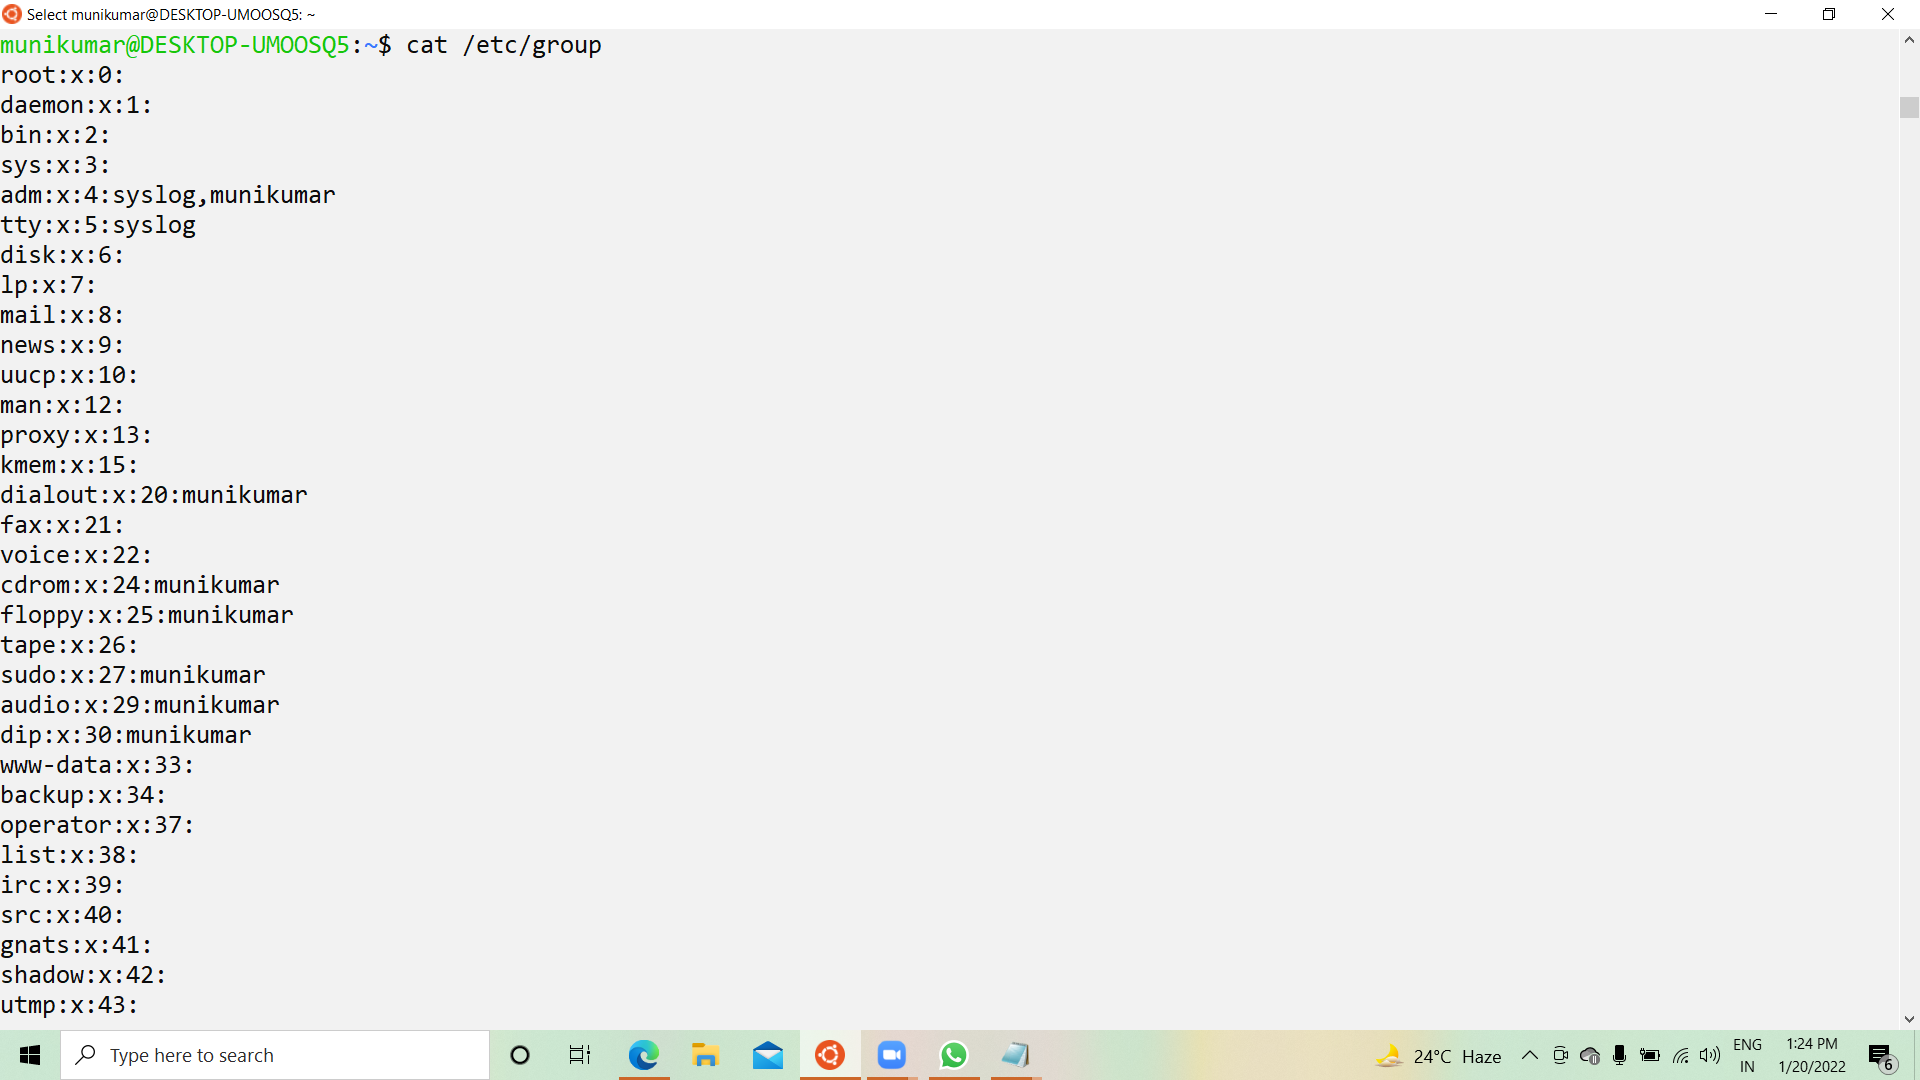 Select munikumar@DESKTOP-UMOOSQ5: ~
munikumar@DESKTOP-UMOOSQ5:~$ cat /etc/group
root:x:0:
daemon:x:1:
bin:x:2:
sys:x:3:
adm:x:4:syslog,munikumar
tty:x:5:syslog
disk:x:6:
lp:x:7:
mail:x:8:
news:x:9:
uucp:x:10:
man:x:12:
proxy:x:13:
kmem:x:15:
dialout:x:20:munikumar
fax:x:21:
voice:x:22:
cdrom:x:24:munikumar
floppy:x:25:munikumar
tape:x:26:
sudo:x:27:munikumar
audio:x:29:munikumar
dip:x:30:munikumar
www-data:x:33:
backup:x:34:
operator:x:37:
list:x:38:
irc:x:39:
src:x:40:
gnats:x:41:
shadow:x:42:
utmp:x:43:
Type here to search
24°C Haze
ENG
IN
1:24 PM
1/20/2022
6